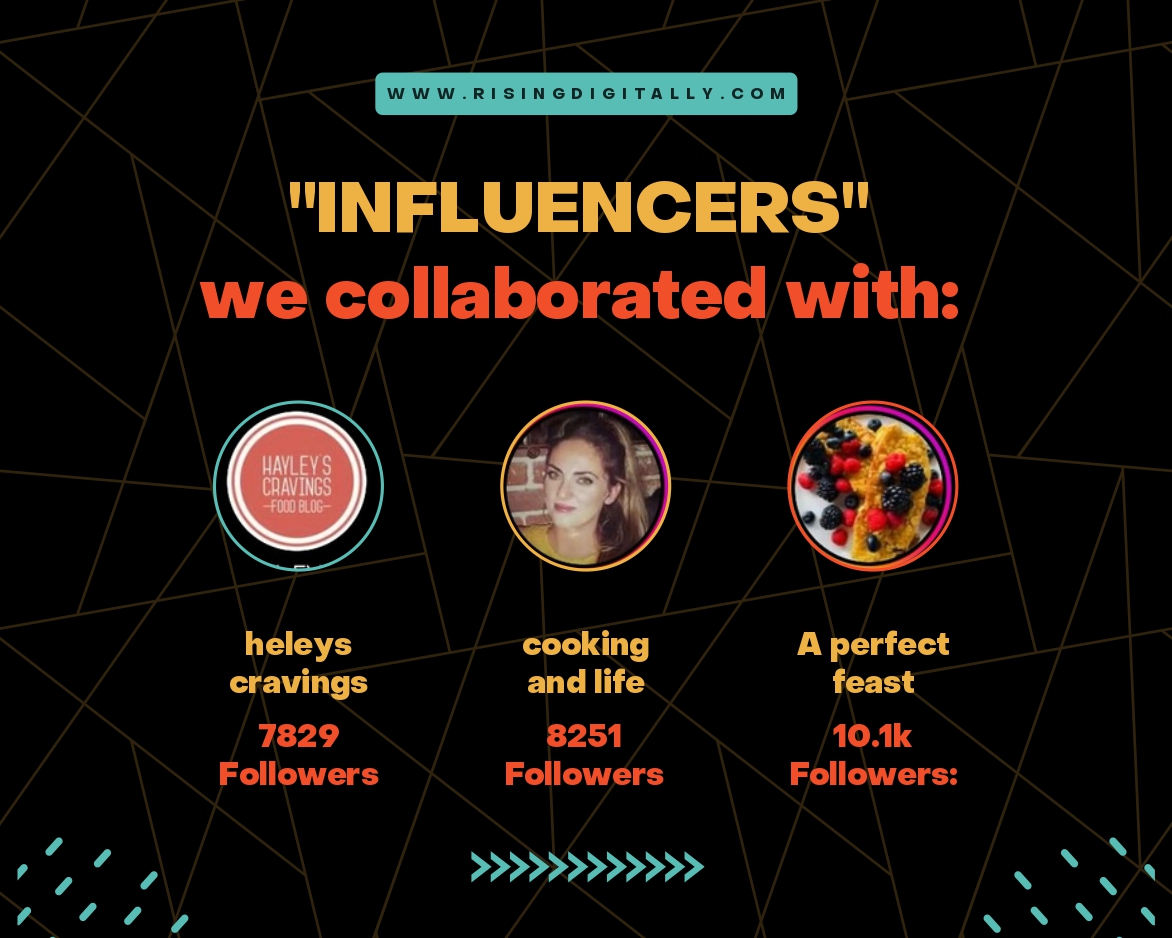 WWW.RISINGDIGITALLY.COM
"INFLUENCERS"
we collaborated with:
HAYLEY'S
CRAVINGS
—FOOD BLOG—
heleys
cravings
7829
Followers
cooking
and life
8251
Followers
A perfect
feast
10.1k
Followers: